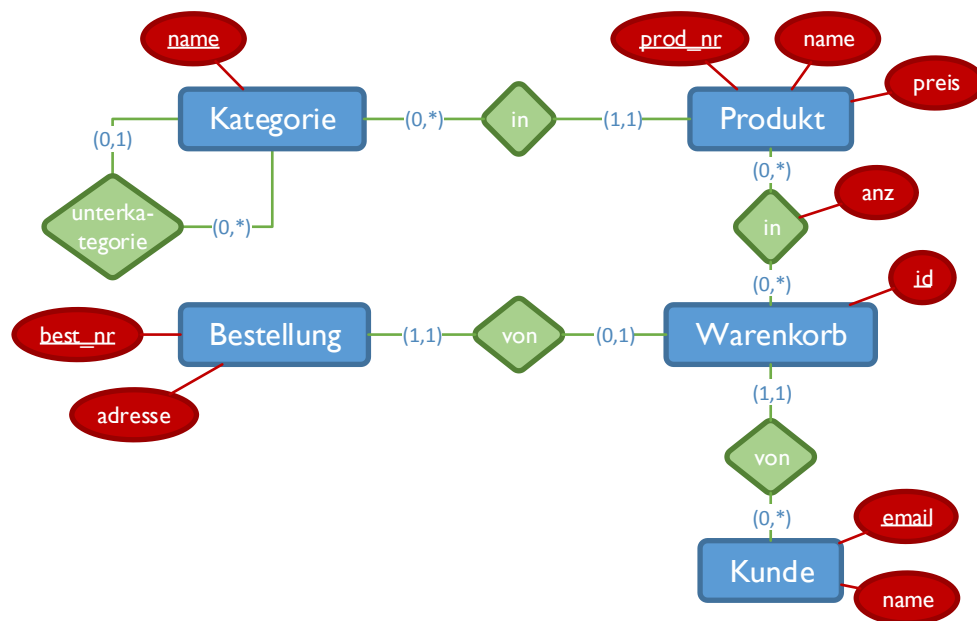 name
prod_nr
name
preis
Kategorie
(0,*)
in
(1,1)
Produkt
(0,1)
(0,*)
unterka-
tegorie
(0,*)
in
anz
(0,*)
id
best_nr
Bestellung
(1,1)
von
(0,1)
Warenkorb
adresse
(1,1)
von
(0,*)
email
Kunde
name